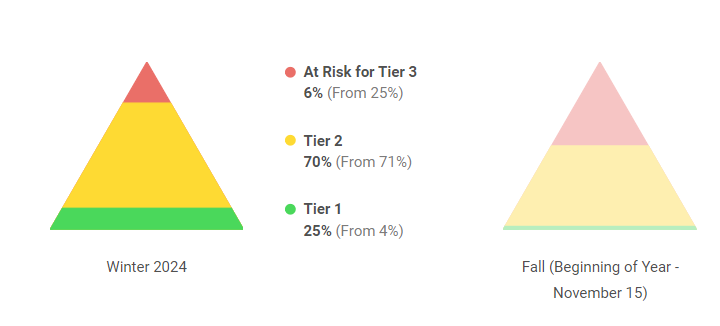 At Risk for Tier 3
6% (From 25%)
Tier 2
70% (From 71%)
Tier 1
25% (From 4%)
Winter 2024
Fall (Beginning of Year -
November 15)